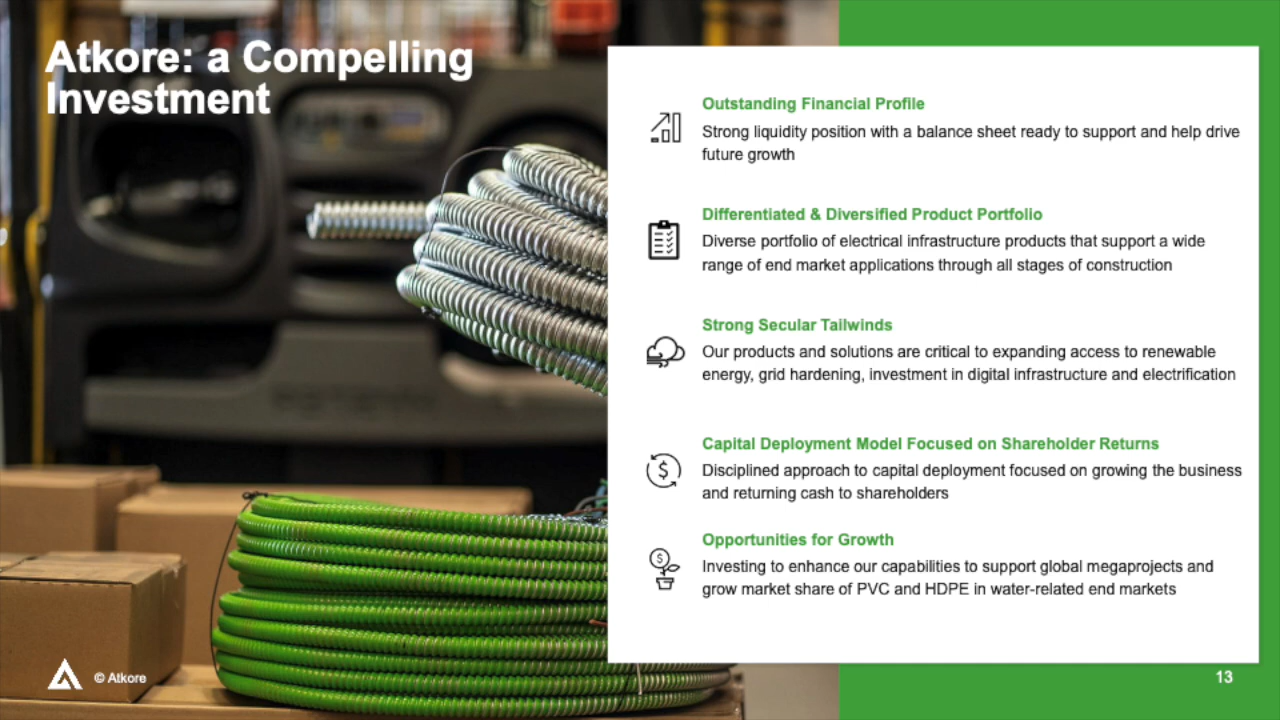 Atkore: a Compelling
Investment
Outstanding Financial Profile
Strong liquidity position with a balance sheet ready to support and help drive
future growth
Differentiated & Diversified Product Portfolio
Diverse portfolio of electrical infrastructure products that support a wide
range of end market applications through all stages of construction
Strong Secular Tailwinds
Our products and solutions are critical to expanding access to renewable
energy, grid hardening, investment in digital infrastructure and electrification
Capital Deployment Model Focused on Shareholder Returns
Disciplined approach to capital deployment focused on growing the business
and returning cash to shareholders
Opportunities for Growth
Investing to enhance our capabilities to support global megaprojects and
grow market share of PVC and HDPE in water-related end markets
© Atkore
13